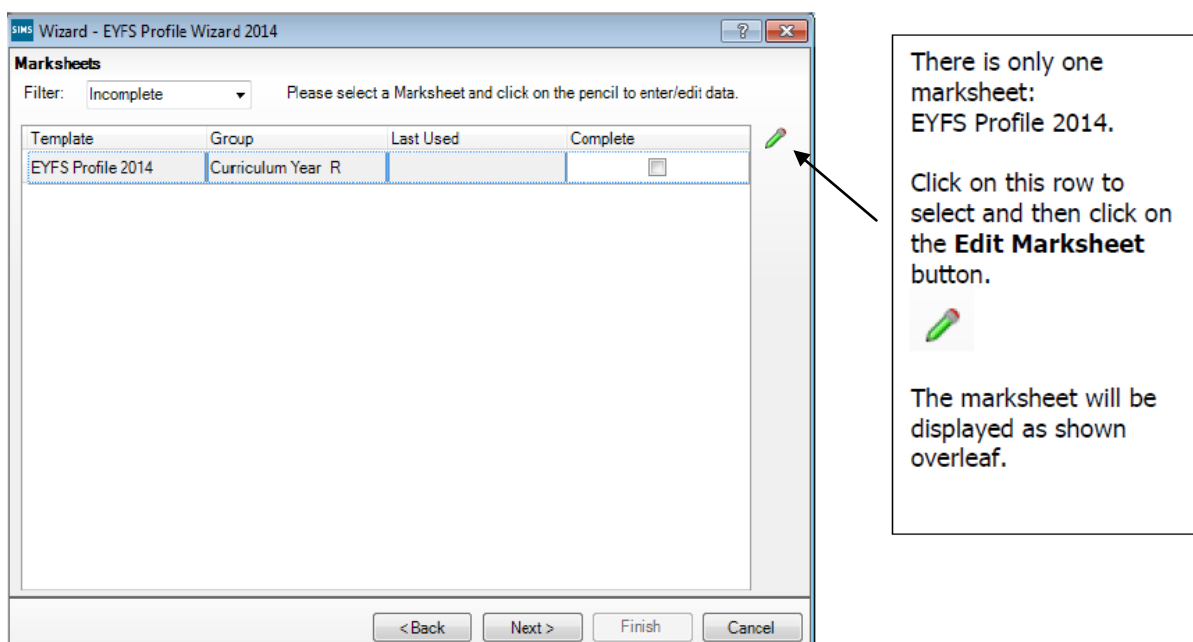 SIMS Wizard - EYFS Profile Wizard 2014
Marksheets
Filter: Incomplete Please select a Marksheet and click on the pencil to enter/edit data.
Template Group Last Used Complete
EYFS Profile 2014 Curriculum Year R
< Back Next > Finish Cancel
There is only one
marksheet:
EYFS Profile 2014.
Click on this row to
select and then click on
the Edit Marksheet
button.
The marksheet will be
displayed as shown
overleaf.